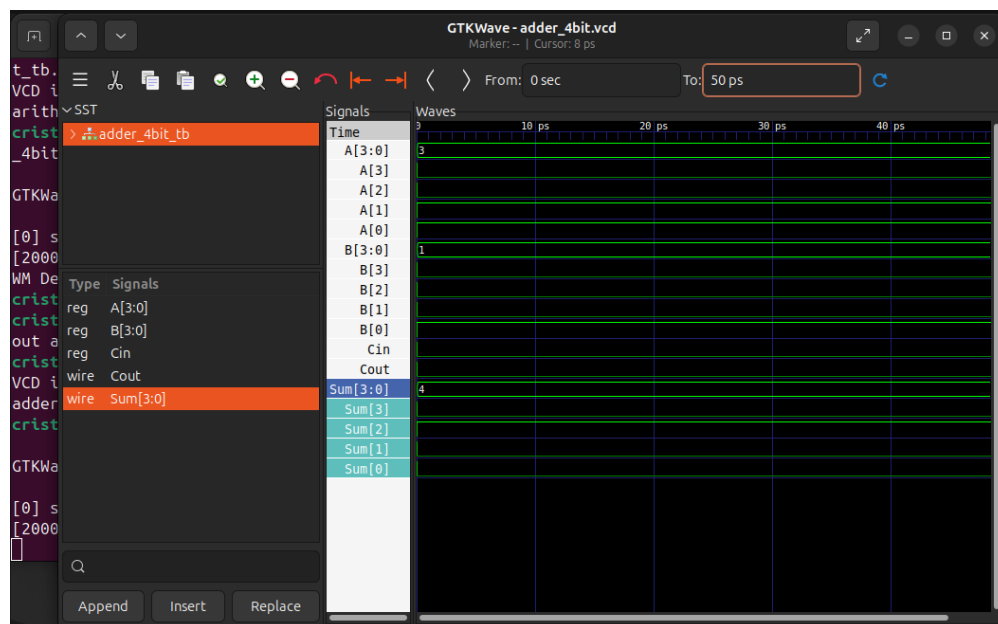 GTKWave - adder_4bit.vcd
Marker: -- | Cursor: 8 ps
From: 0 sec
To: 50 ps
t_tb.
VCD i
arith
crist
_4bit
GTKWa
[0] s
[2000
WM De
crist
crist
out a
crist
VCD i
adder
crist
GTKWa
[0] s
[2000
SST
adder_4bit_tb
Type Signals
reg A[3:0]
reg B[3:0]
reg Cin
wire Cout
wire Sum[3:0]
Append Insert Replace
Signals
Time
A[3:0]
A[3]
A[2]
A[1]
A[0]
B[3:0]
B[3]
B[2]
B[1]
B[0]
Cin
Cout
Sum[3:0]
Sum[3]
Sum[2]
Sum[1]
Sum[0]
Waves
10 ps 20 ps 30 ps 40 ps
3
1
4